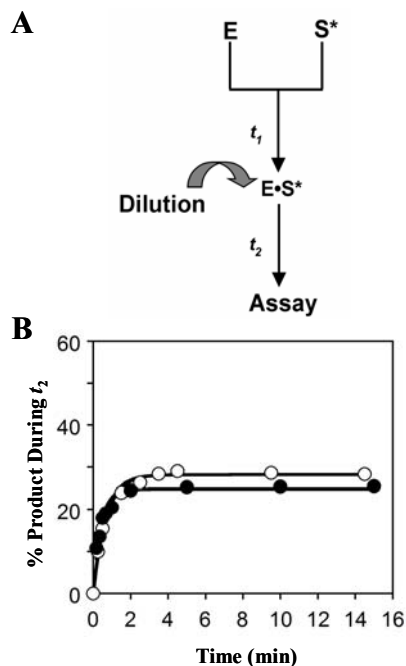 A
E S*
t1
Dilution
E•S*
t2
Assay
B
% Product During t2
60
40
20
0
0 2 4 6 8 10 12 14 16
Time (min)